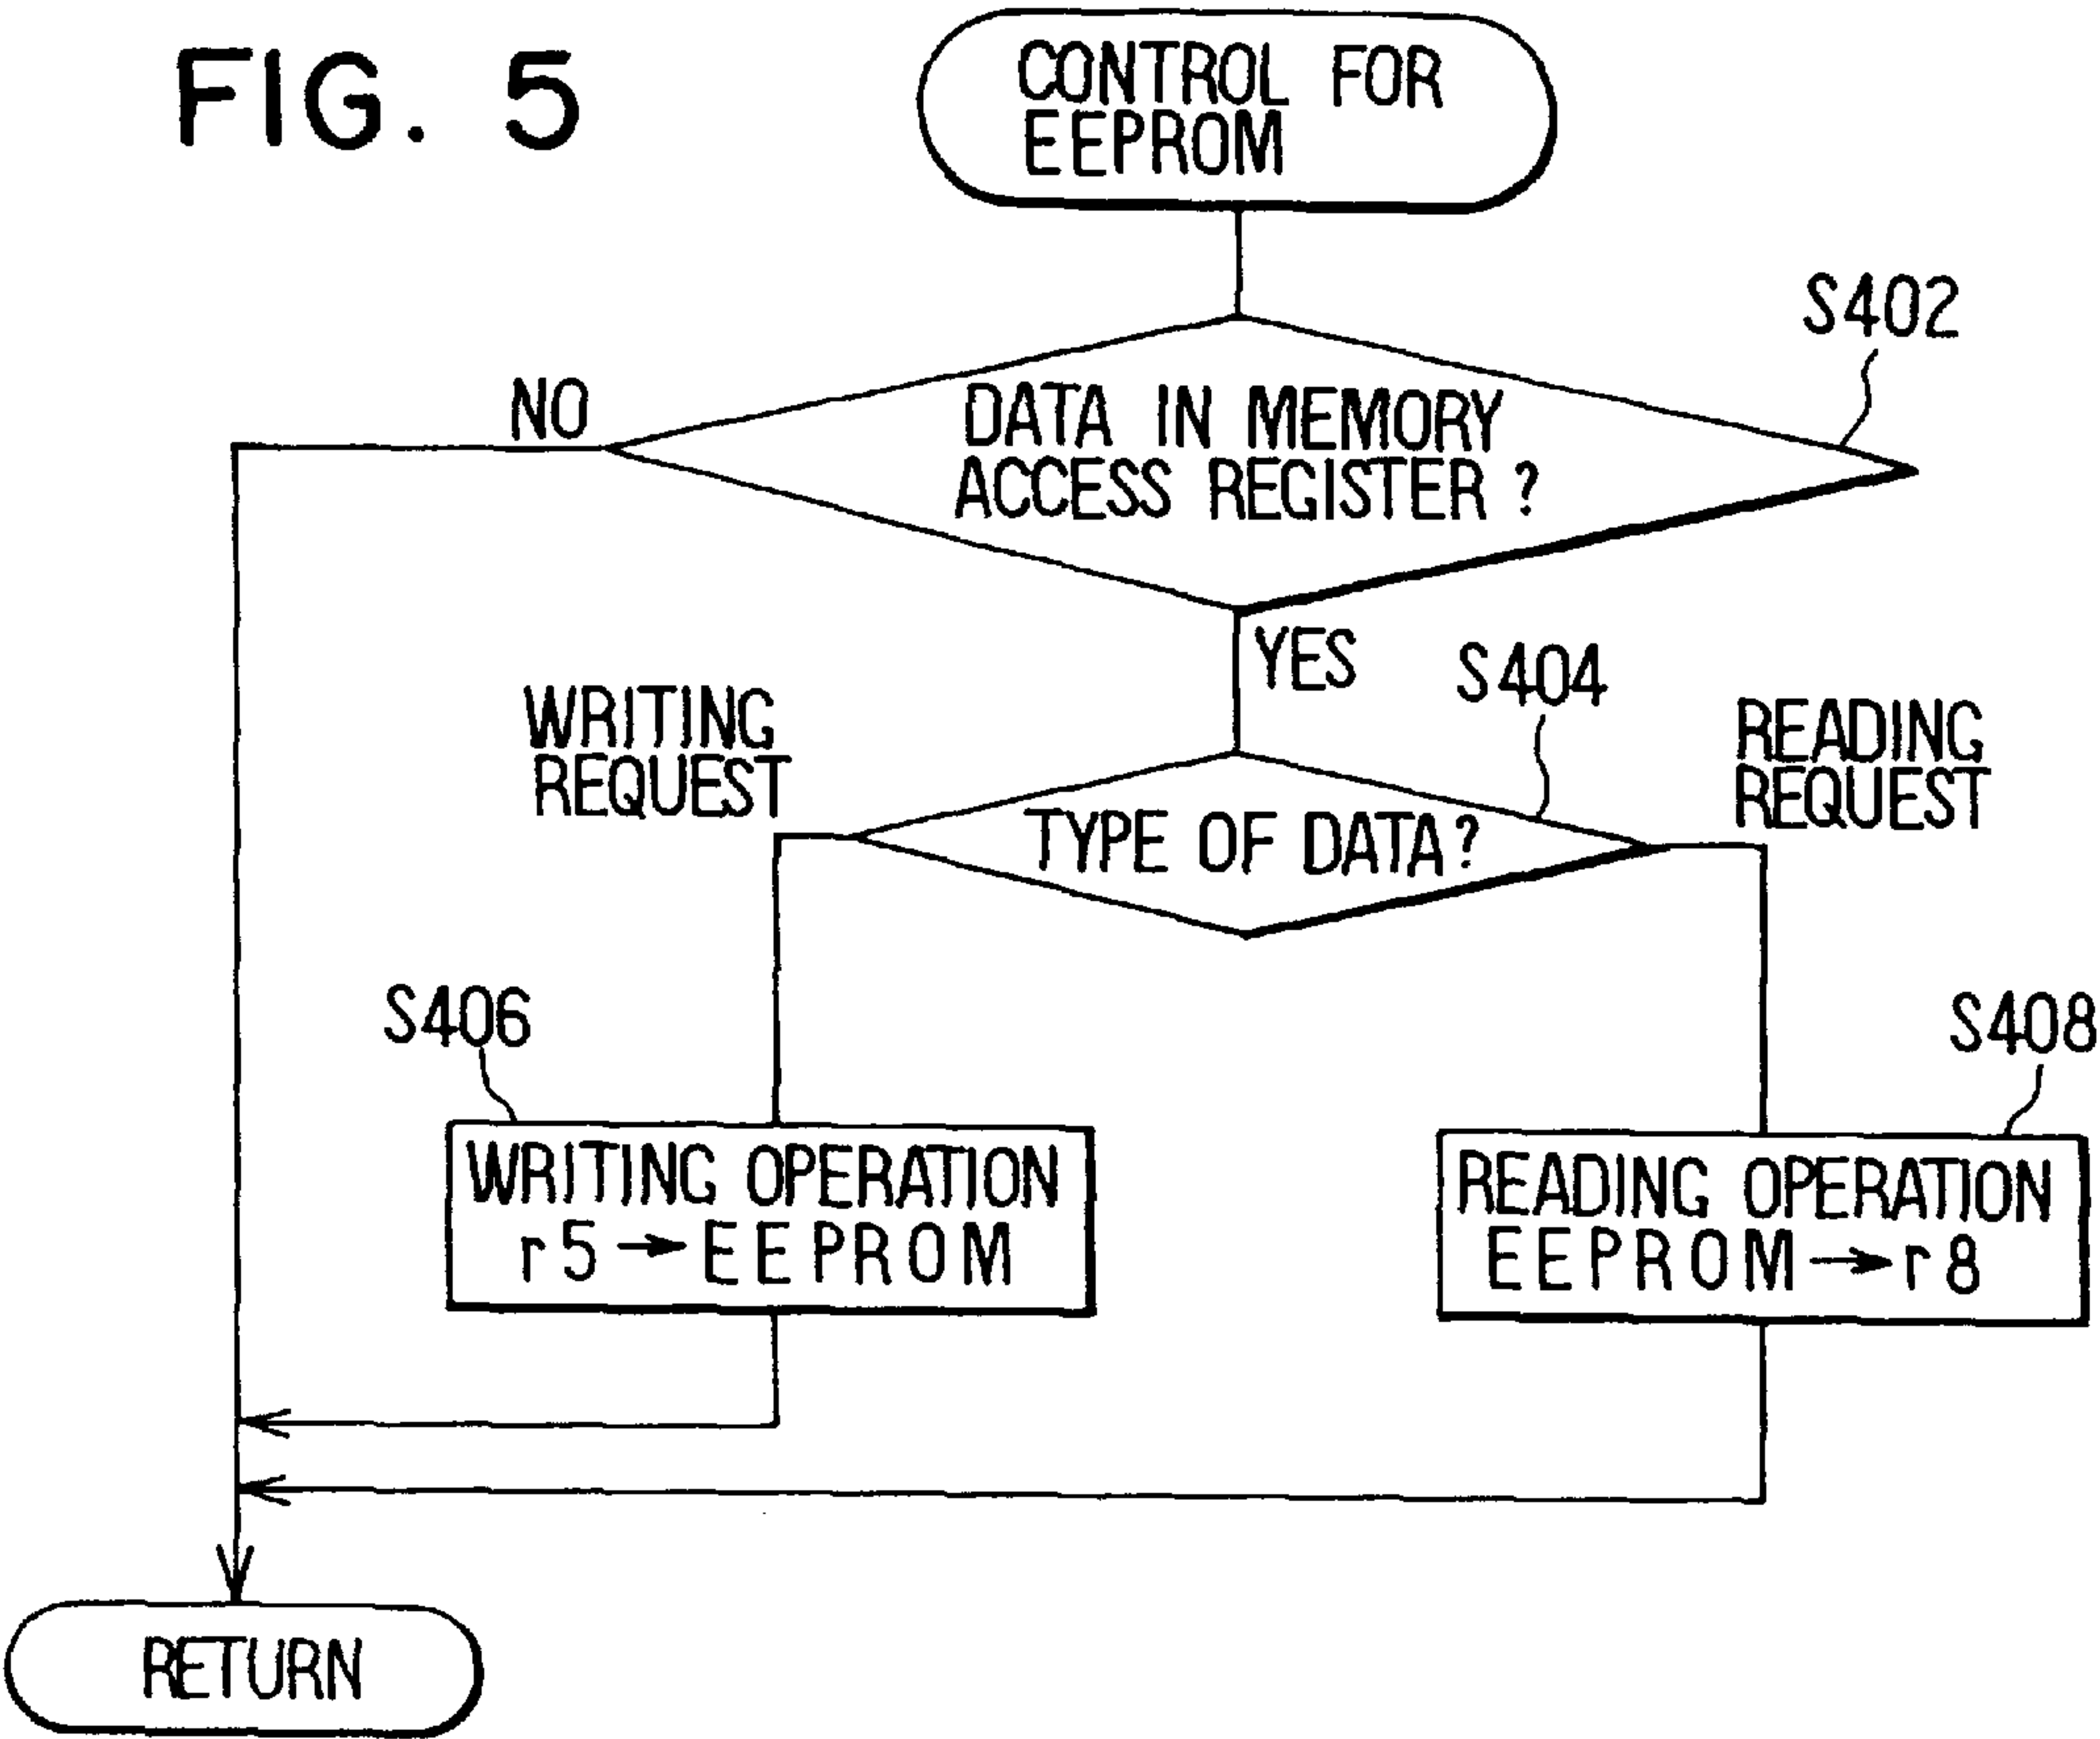 FIG. 5
CONTROL FOR
EEPROM
S402
NO
DATA IN MEMORY
ACCESS REGISTER ?
YES
S404
WRITING
REQUEST
READING
REQUEST
TYPE OF DATA?
S406
S408
WRITING OPERATION
r5→EEPROM
READING OPERATION
EEPROM→r8
RETURN